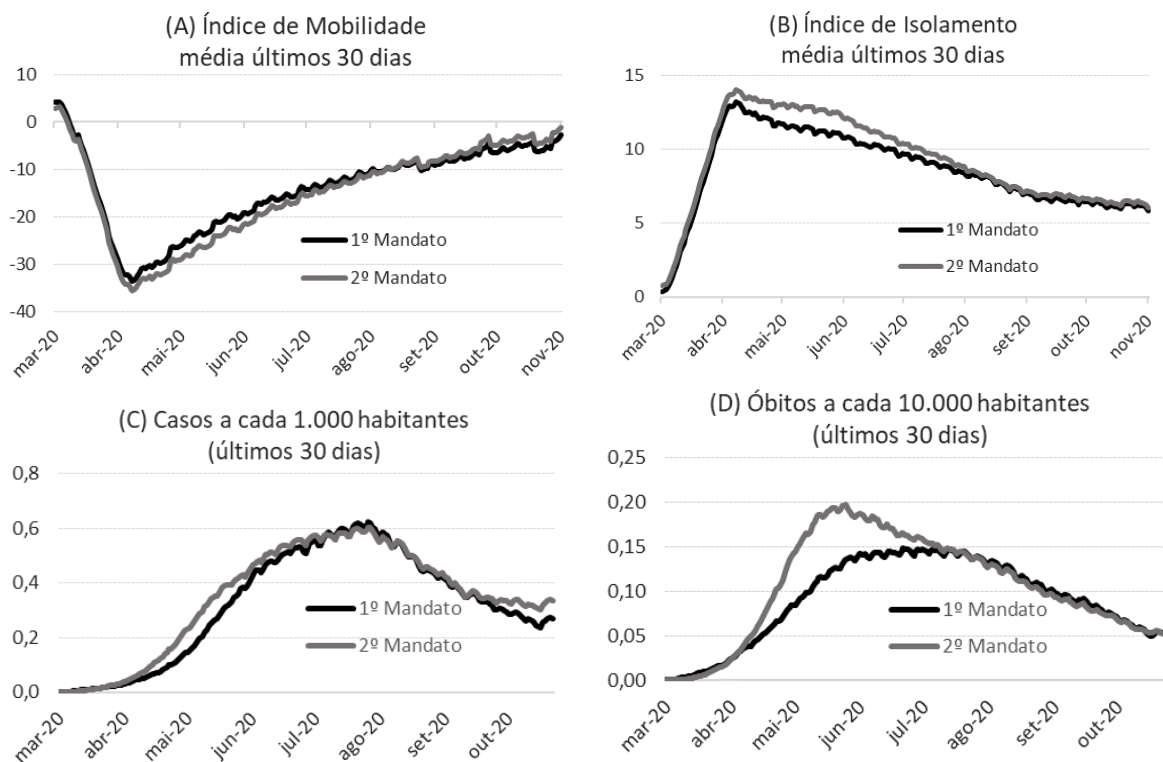 (A) Índice de Mobilidade
média últimos 30 dias
10
0
-10
-20
-30
-40
1º Mandato
2º Mandato
mar-20
abr-20
mai-20
jun-20
jul-20
ago-20
set-20
out-20
nov-20
(B) Índice de Isolamento
média últimos 30 dias
15
10
5
0
1º Mandato
2º Mandato
mar-20
abr-20
mai-20
jun-20
jul-20
ago-20
set-20
out-20
nov-20
(C) Casos a cada 1.000 habitantes
(últimos 30 dias)
0,8
0,6
0,4
0,2
0,0
1º Mandato
2º Mandato
mar-20
abr-20
mai-20
jun-20
jul-20
ago-20
set-20
out-20
(D) Óbitos a cada 10.000 habitantes
(últimos 30 dias)
0,25
0,20
0,15
0,10
0,05
0,00
1º Mandato
2º Mandato
mar-20
abr-20
mai-20
jun-20
jul-20
ago-20
set-20
out-20